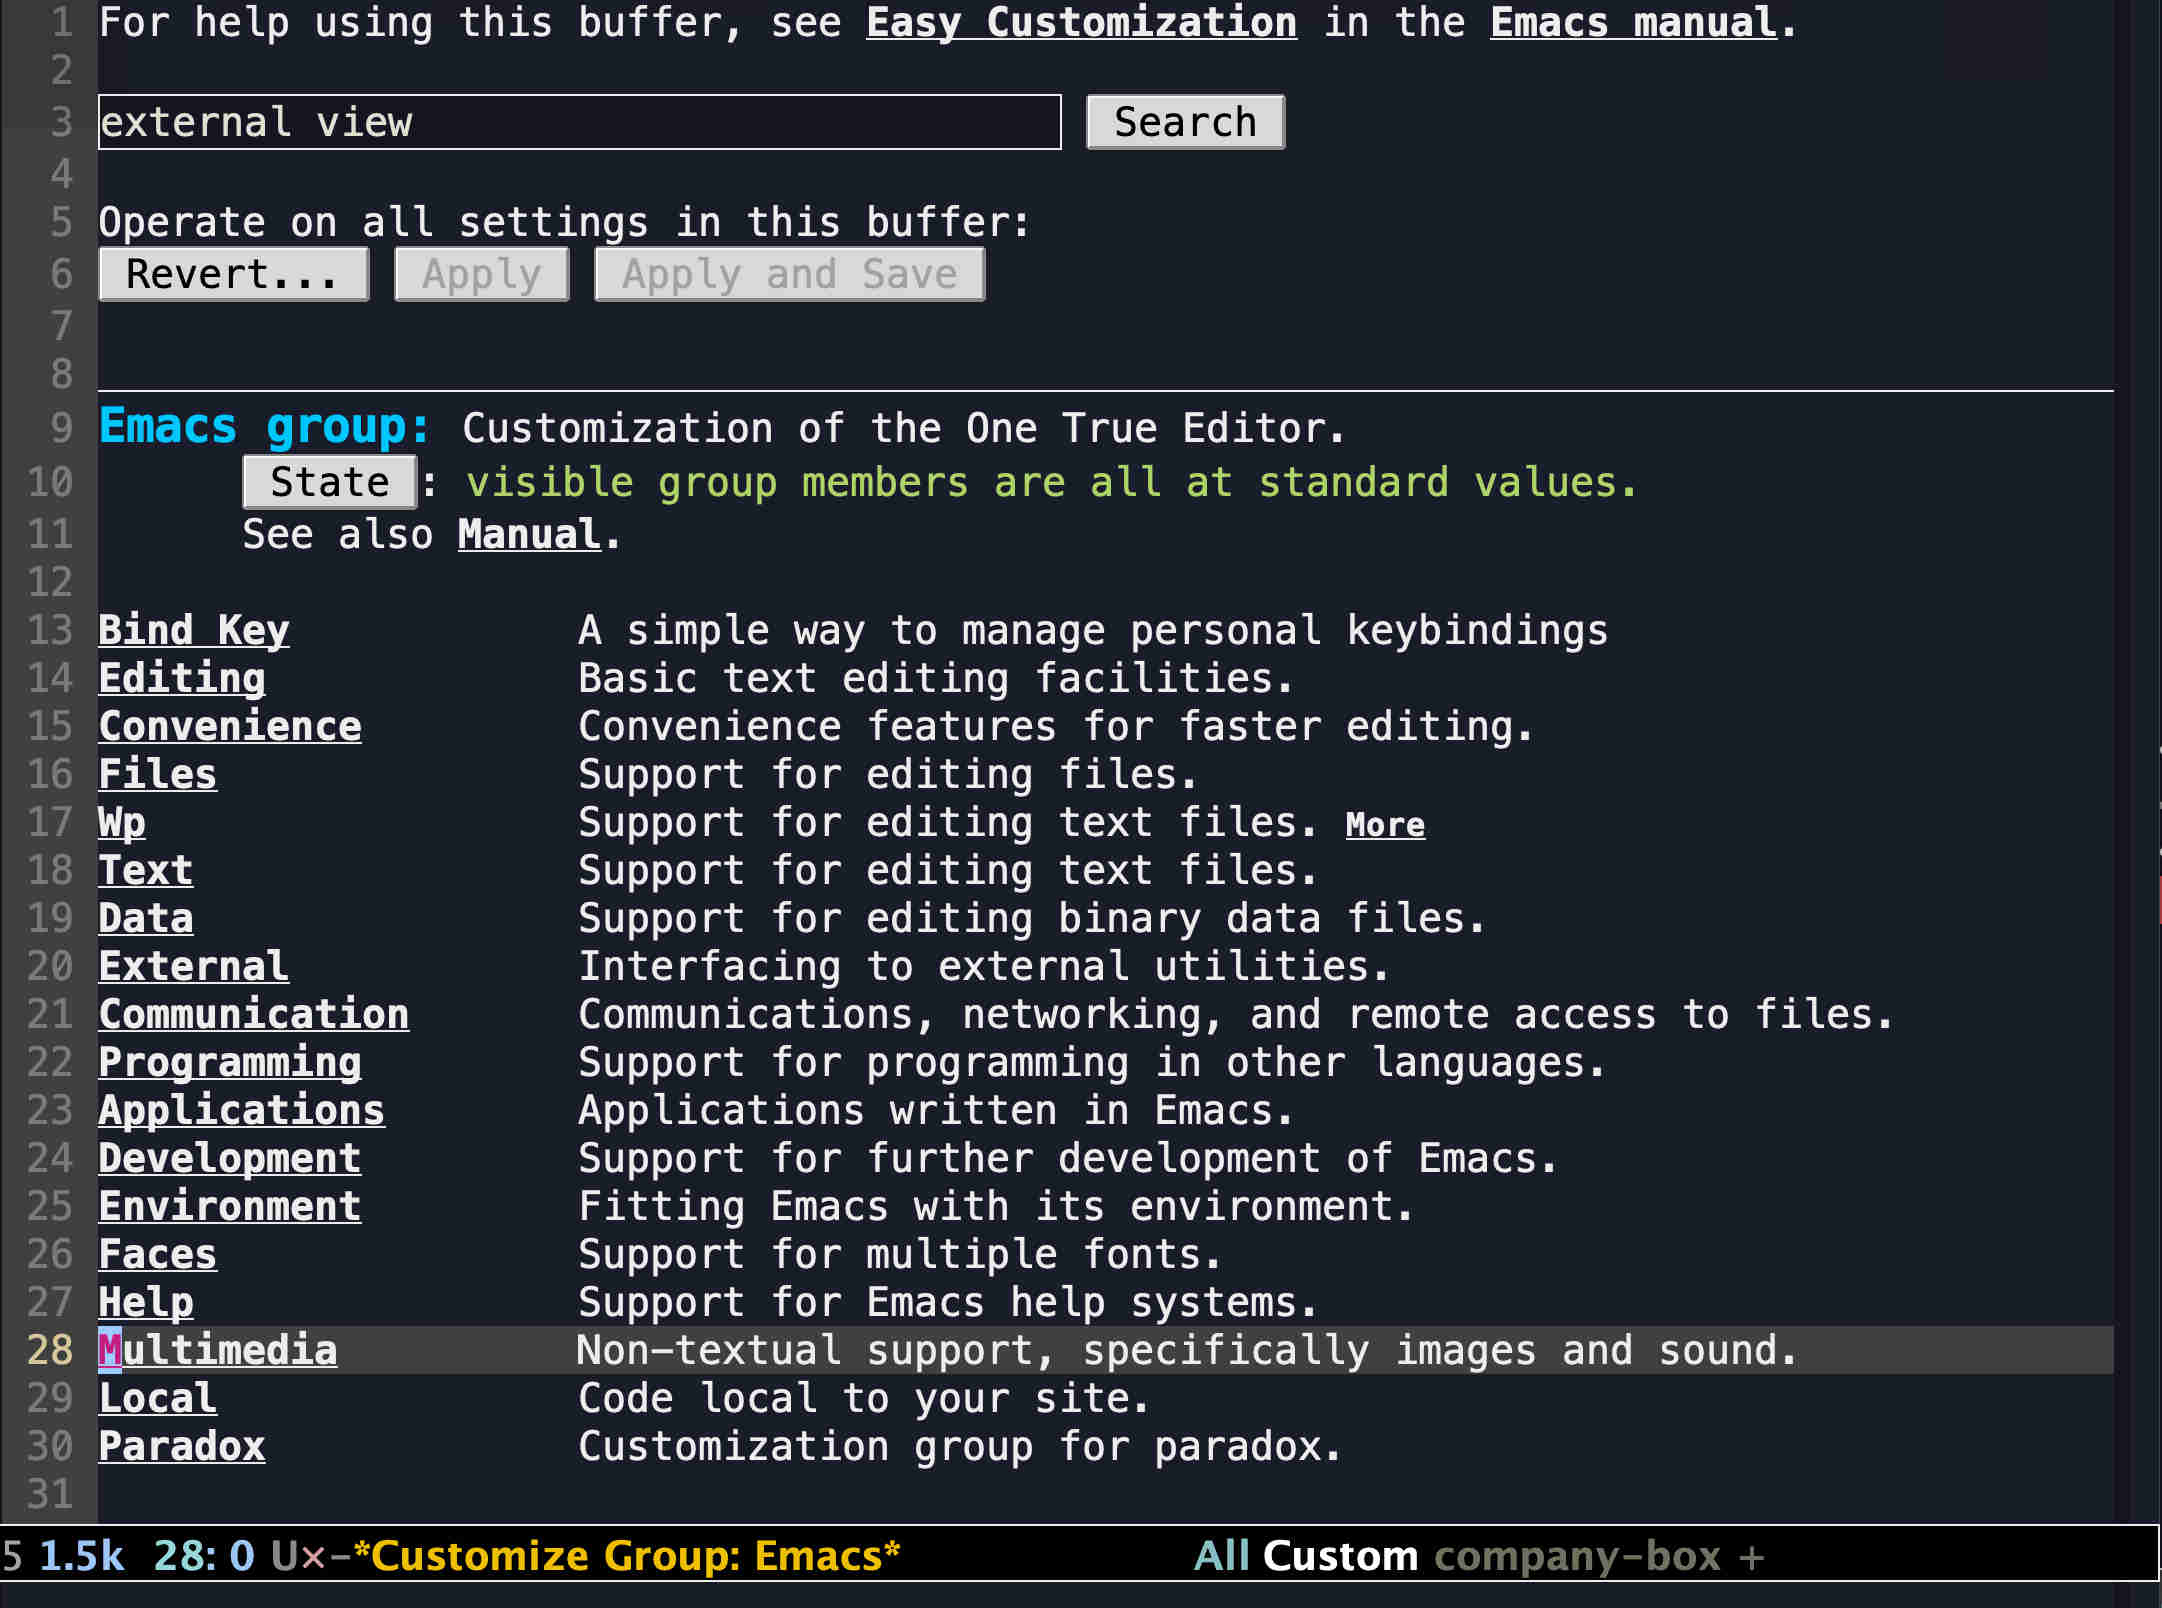 1 For help using this buffer, see Easy Customization in the Emacs manual.
2
3 external view Search
4
5 Operate on all settings in this buffer:
6 Revert... Apply Apply and Save
7
8
9 Emacs group: Customization of the One True Editor.
10 State : visible group members are all at standard values.
11 See also Manual.
12
13 Bind Key A simple way to manage personal keybindings
14 Editing Basic text editing facilities.
15 Convenience Convenience features for faster editing.
16 Files Support for editing files.
17 Wp Support for editing text files. More
18 Text Support for editing text files.
19 Data Support for editing binary data files.
20 External Interfacing to external utilities.
21 Communication Communications, networking, and remote access to files.
22 Programming Support for programming in other languages.
23 Applications Applications written in Emacs.
24 Development Support for further development of Emacs.
25 Environment Fitting Emacs with its environment.
26 Faces Support for multiple fonts.
27 Help Support for Emacs help systems.
28 Multimedia Non-textual support, specifically images and sound.
29 Local Code local to your site.
30 Paradox Customization group for paradox.
31
5 1.5k 28: 0 U×-*Customize Group: Emacs* All Custom company-box +